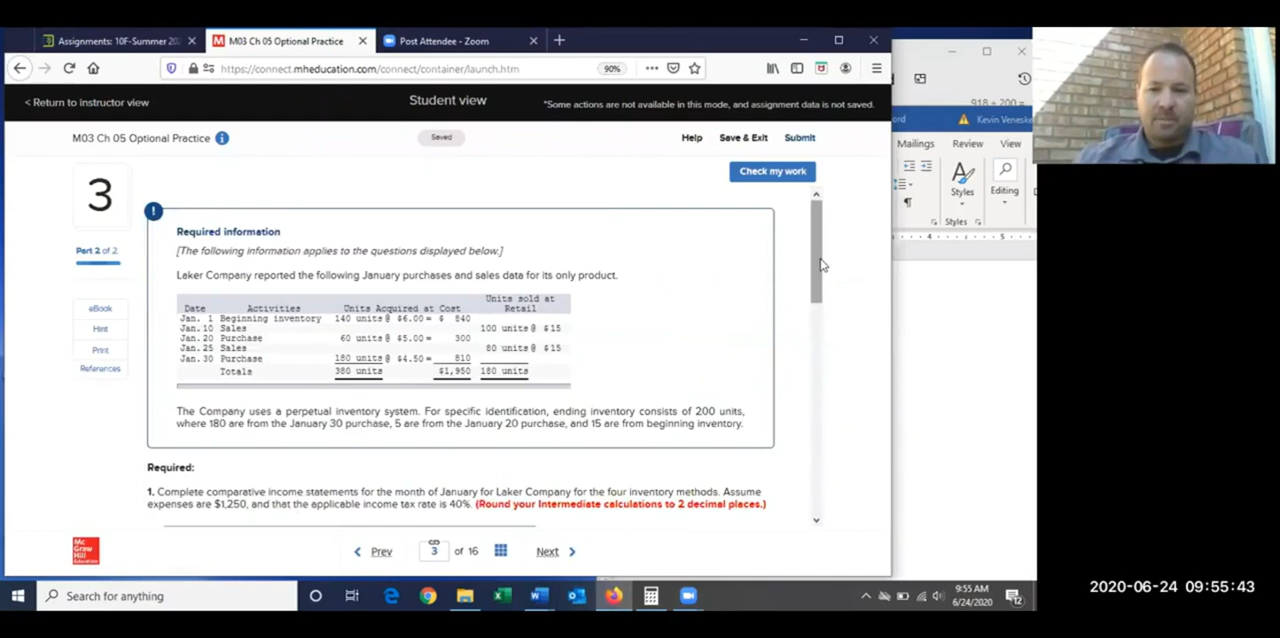 Assignments: 10F-Summer 202
M03 Ch 05 Optional Practice
Post Attendee - Zoom
https://connect.mheducation.com/connect/container/launch.htm
90%
918 ÷ 200 =
< Return to instructor view
Student view
*Some actions are not available in this mode, and assignment data is not saved.
ord
Kevin Veneske
M03 Ch 05 Optional Practice
Saved
Help
Save & Exit
Submit
Mailings
Review
View
Check my work
Styles
Editing
Styles
3
Part 2 of 2
eBook
Hint
Print
References
Required information
[The following information applies to the questions displayed below.]
Laker Company reported the following January purchases and sales data for its only product.
Date Activities Units Acquired at Cost Units sold at Retail
Jan. 1 Beginning inventory 140 units@ $6.00= $ 840
Jan.10 Sales 100 units@ $15
Jan.20 Purchase 60 units@ $5.00= 300
Jan.25 Sales 80 units@ $15
Jan.30 Purchase 180 units@ $4.50= 810
Totals 380 units $1,950 180 units
The Company uses a perpetual inventory system. For specific identification, ending inventory consists of 200 units,
where 180 are from the January 30 purchase, 5 are from the January 20 purchase, and 15 are from beginning inventory.
Required:
1. Complete comparative income statements for the month of January for Laker Company for the four inventory methods. Assume
expenses are $1,250, and that the applicable income tax rate is 40%. (Round your Intermediate calculations to 2 decimal places.)
Mc
Graw
Hill
Education
Prev
3 of 16
Next
Search for anything
9:55 AM
6/24/2020
12
2020-06-24 09:55:43